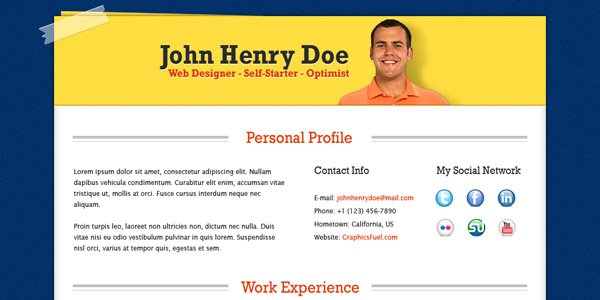 John Henry Doe
Web Designer - Self-Starter - Optimist
Personal Profile
Lorem ipsum dolor sit amet, consectetur adipiscing elit. Nullam
dapibus vehicula condimentum. Curabitur elit enim, accumsan vitae
tristique ut, mollis at orci. Fusce cursus interdum neque nec
aliquam.
Proin turpis leo, laoreet non ultricies non, dictum nec nulla. Duis
vitae nisi eu odio vestibulum pulvinar in quis lorem. Suspendisse
nisl orci, varius at tempor quis, egestas et sem.
Contact Info
E-mail: johnhenrydoe@mail.com
Phone: +1 (123) 456-7890
Hometown: California, US
Website: GraphicsFuel.com
My Social Network
t f in
su You Tube
Work Experience